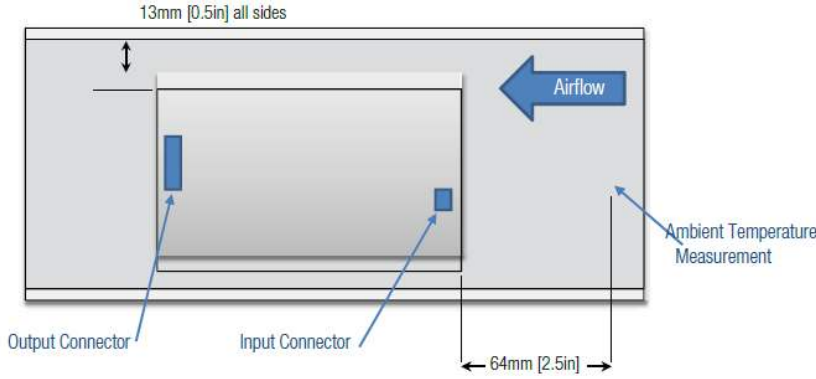 13mm [0.5in] all sides
Airflow
Ambient Temperature
Measurement
Output Connector
Input Connector
64mm [2.5in]